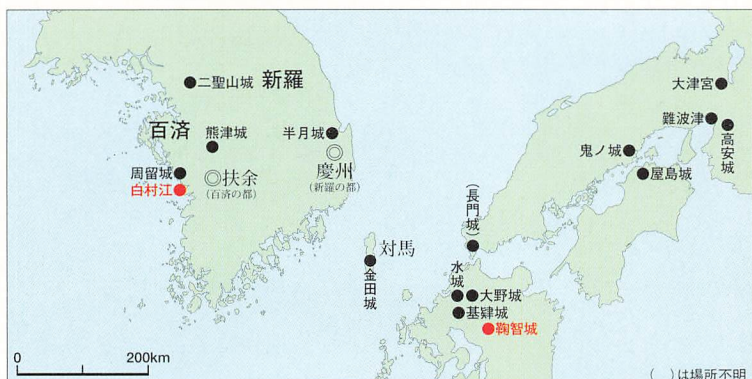 二聖山城
新羅
大津宮
百済
熊津城
半月城
難波津
高安城
鬼ノ城
慶州
(新羅の都)
周留城
扶余
(百済の都)
屋島城
白村江
(長門城)
対馬
金田城
水城
大野城
基肄城
鞠智城
0
200km
( )は場所不明